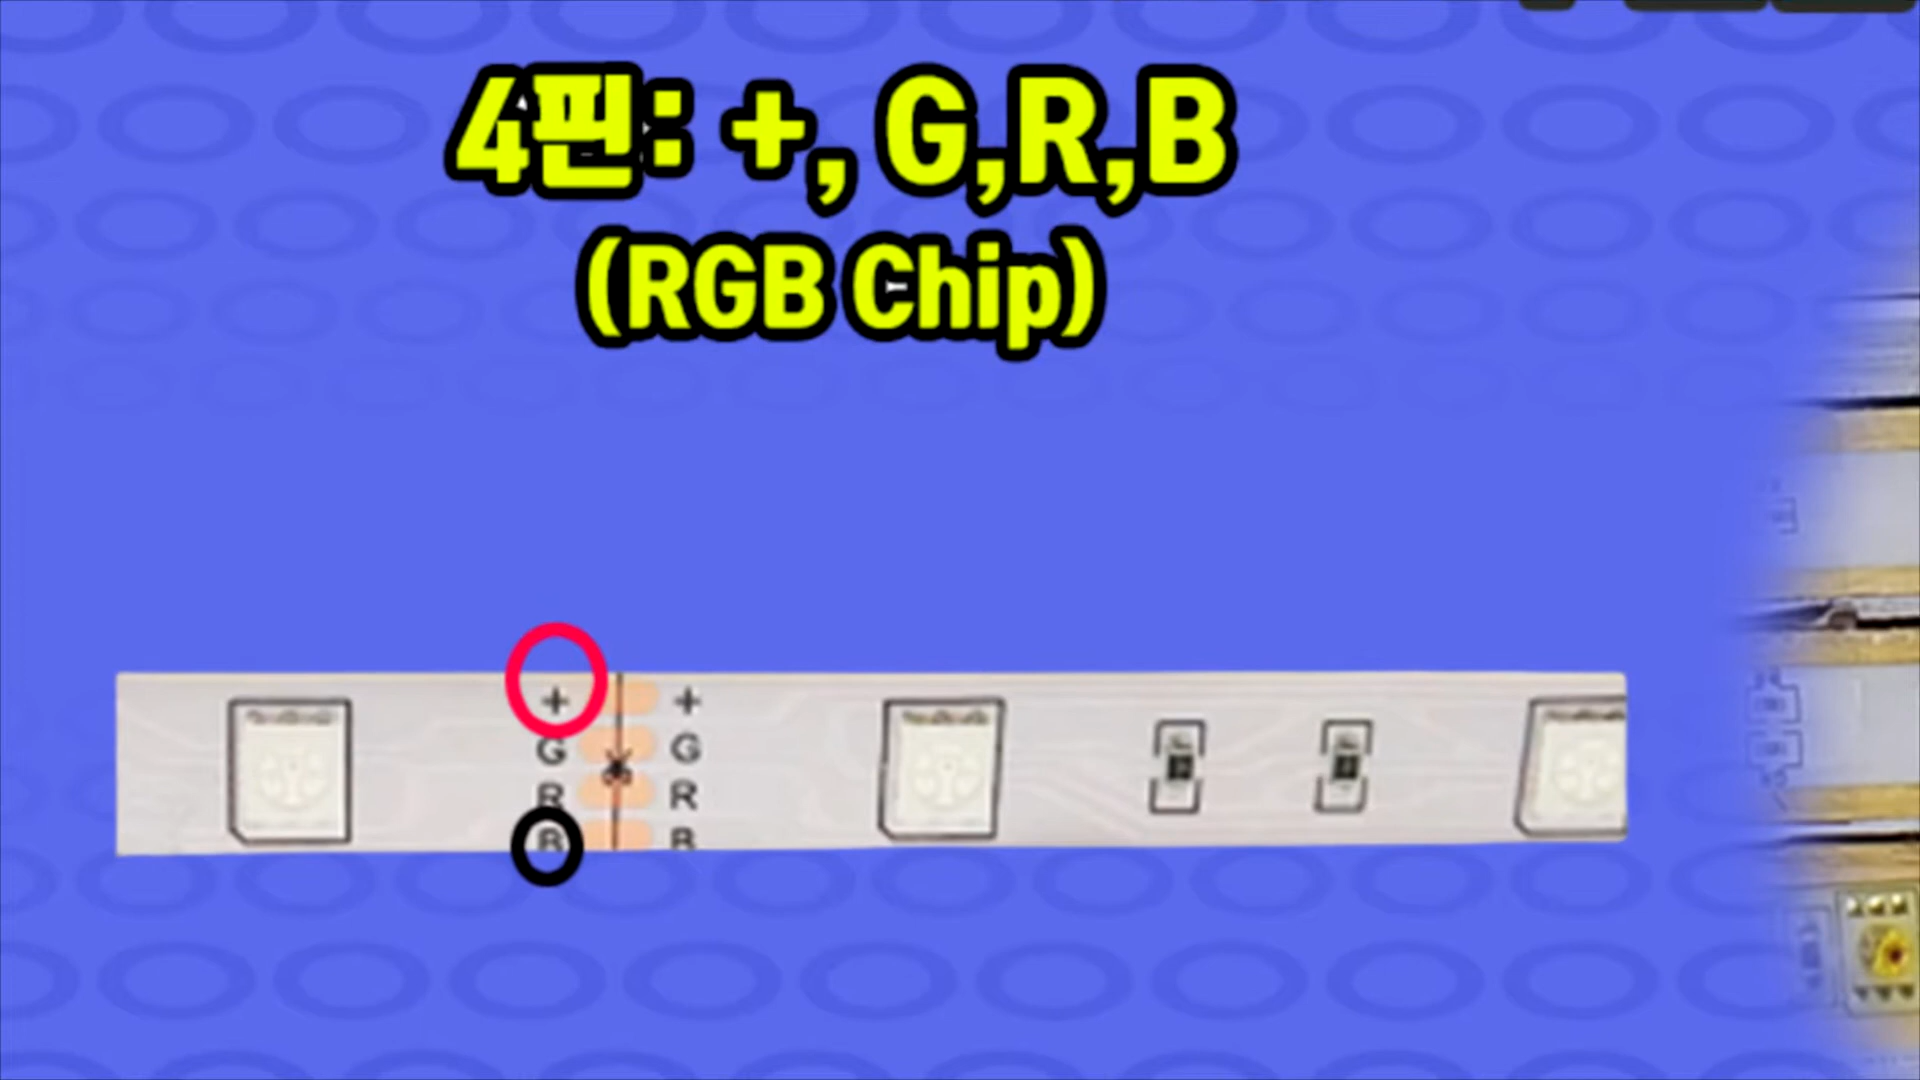 4핀: +, G,R,B
(RGB Chip)
+ +
G G
R R
B B